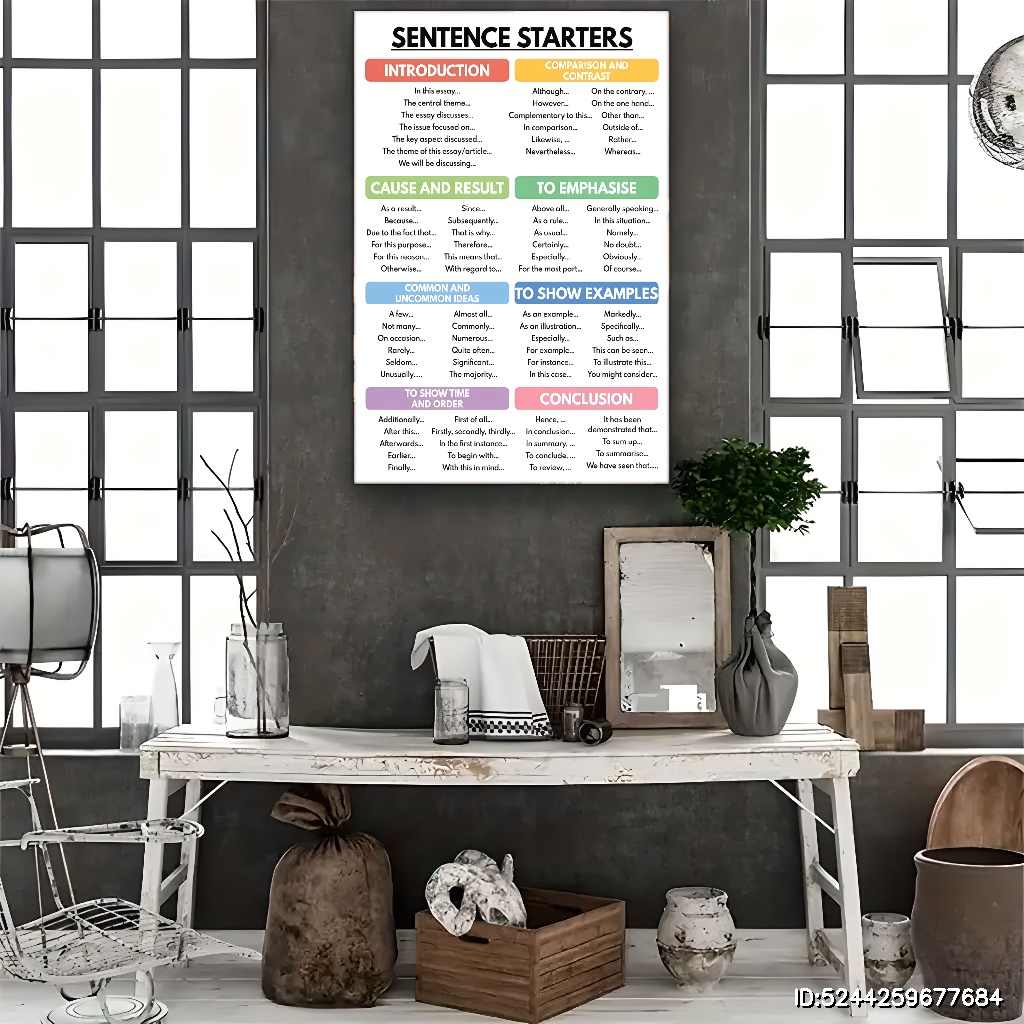 SENTENCE STARTERS
INTRODUCTION
In this essay...
The central theme...
The essay discusses...
The issue focused on...
The key aspect discussed...
The theme of this essay/article...
We will be discussing...
COMPARISON AND
CONTRAST
Although...
However...
Complementary to this...
In comparison...
Likewise, ...
Nevertheless...
On the contrary, ...
On the one hand...
Other than...
Outside of...
Rather...
Whereas...
CAUSE AND RESULT
As a result...
Because...
Due to the fact that...
For this purpose...
For this reason...
Otherwise...
Since...
Subsequently...
That is why...
Therefore...
This means that...
With regard to...
TO EMPHASISE
Above all...
As a rule...
As usual...
Certainly...
Especially...
For the most part...
Generally speaking...
In this situation...
Namely...
No doubt...
Obviously...
Of course...
COMMON AND
UNCOMMON IDEAS
A few...
Not many...
On occasion...
Rarely...
Seldom...
Unusually....
Almost all...
Commonly...
Numerous...
Quite often...
Significant...
The majority...
TO SHOW EXAMPLES
As an example...
As an illustration...
Especially...
For example...
For instance...
In this case...
Markedly...
Specifically...
Such as...
This can be seen...
To illustrate this...
You might consider...
TO SHOW TIME
AND ORDER
Additionally...
After this...
Afterwards...
Earlier...
Finally...
First of all...
Firstly, secondly, thirdly...
In the first instance...
To begin with...
With this in mind...
CONCLUSION
Hence, ...
In conclusion...
In summary, ...
To conclude, ...
To review, ...
It has been
demonstrated that...
To sum up...
To summarise...
We have seen that....
ID:5244259677684